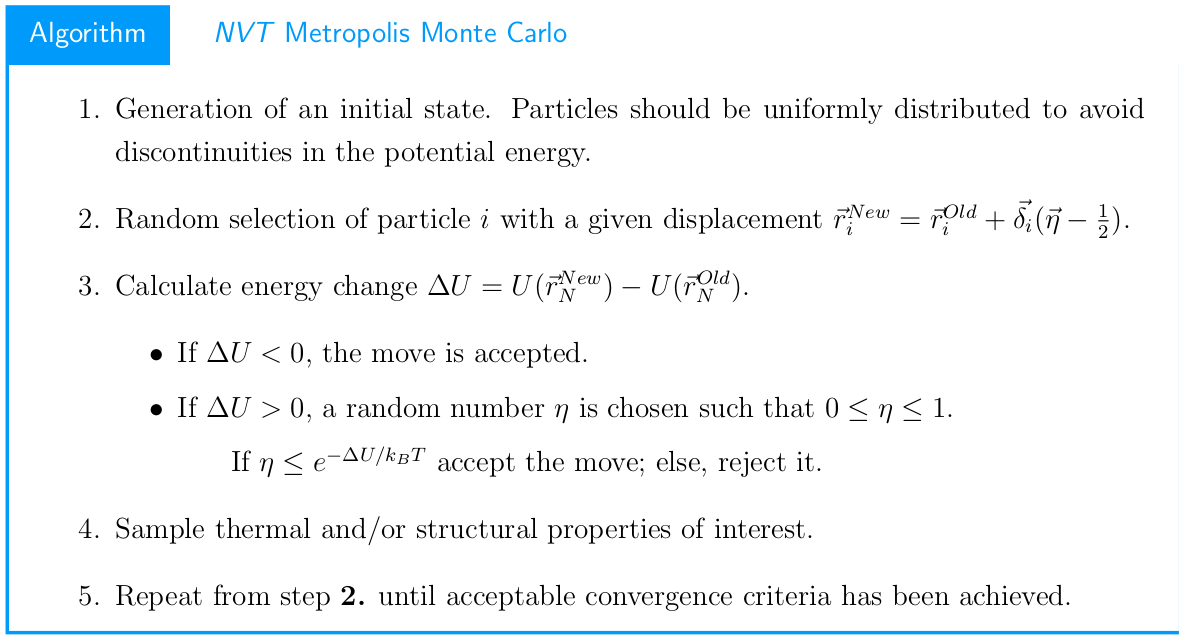 Algorithm NVT Metropolis Monte Carlo
1. Generation of an initial state. Particles should be uniformly distributed to avoid
discontinuities in the potential energy.
2. Random selection of particle i with a given displacement $\vec{r}_i^{New} = \vec{r}_i^{Old} + \vec{\delta_i}(\vec{\eta} - \frac{1}{2})$.
3. Calculate energy change $\Delta U = U(\vec{r}_N^{New}) - U(\vec{r}_N^{Old})$.
• If $\Delta U < 0$, the move is accepted.
• If $\Delta U > 0$, a random number $\eta$ is chosen such that $0 \leq \eta \leq 1$.
If $\eta \leq e^{-\Delta U/k_BT}$ accept the move; else, reject it.
4. Sample thermal and/or structural properties of interest.
5. Repeat from step 2. until acceptable convergence criteria has been achieved.